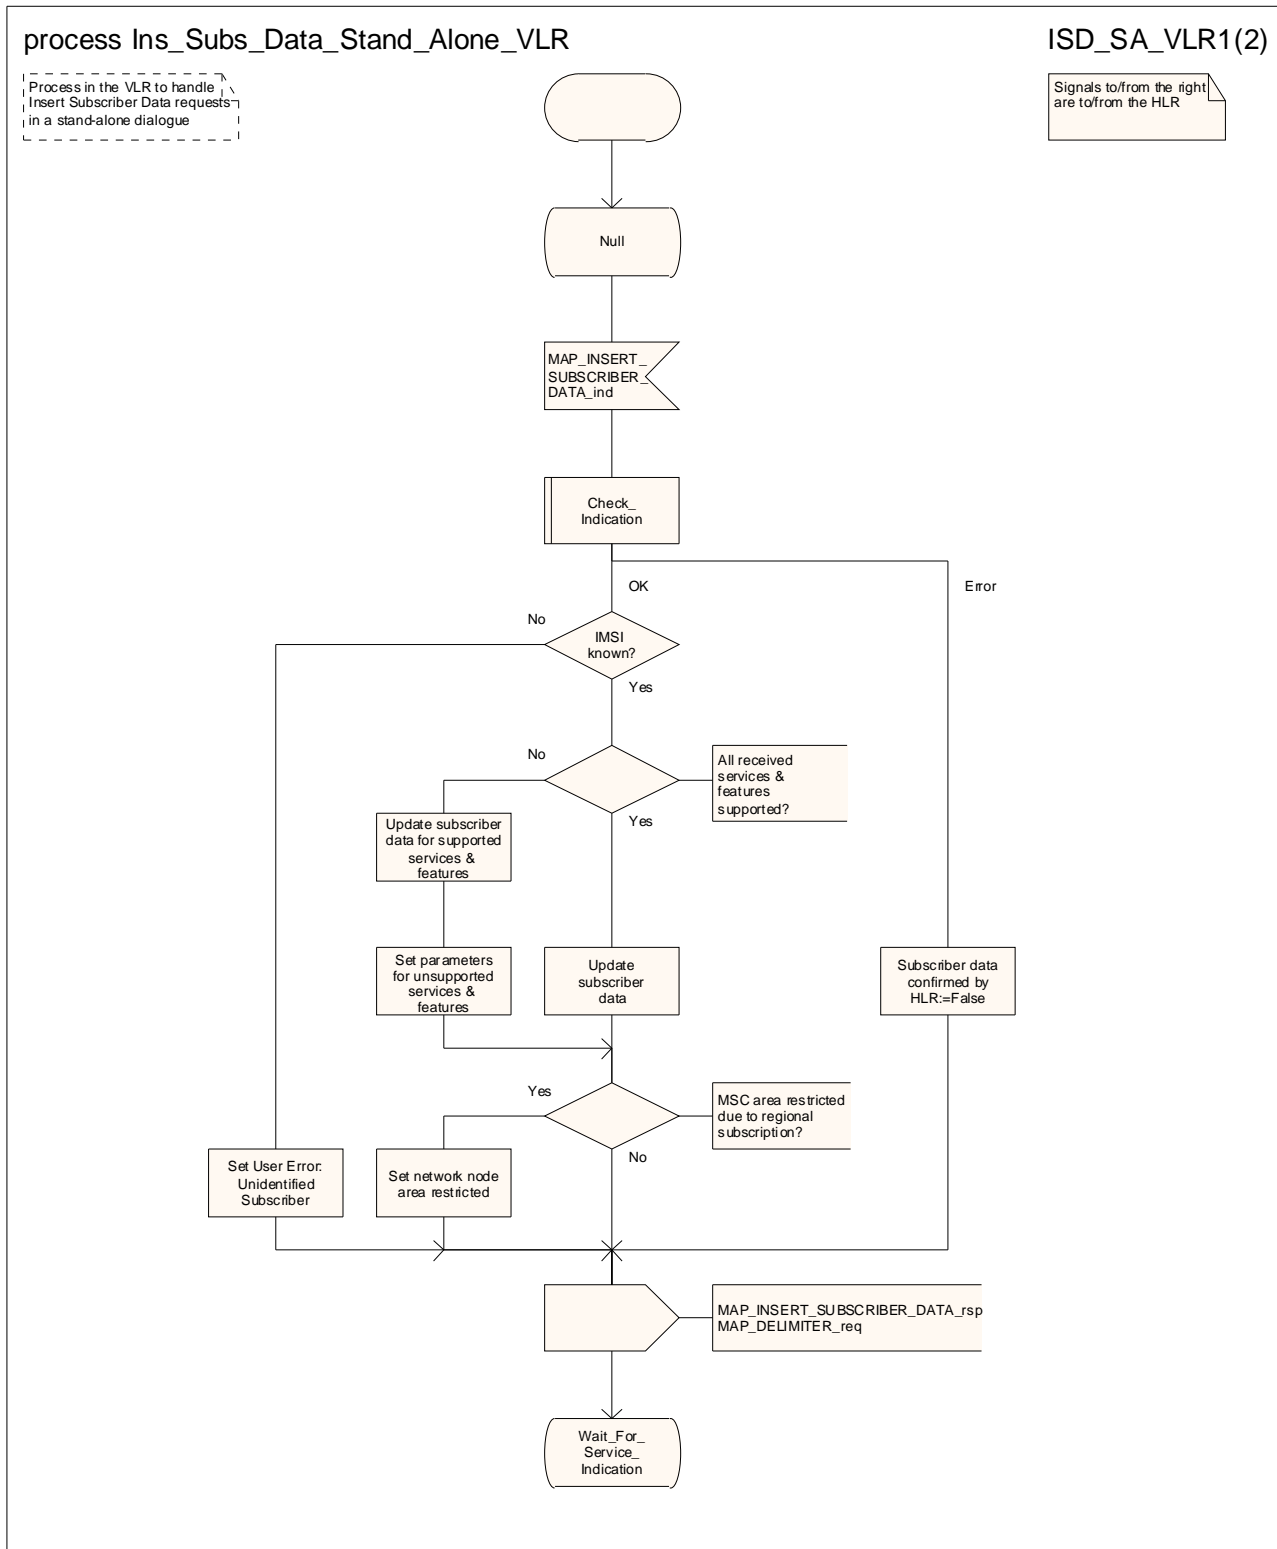 process Ins_Subs_Data_Stand_Alone_VLR
ISD_SA_VLR1(2)
Process in the VLR to handle
Insert Subscriber Data requests
in a stand-alone dialogue
Signals to/from the right
are to/from the HLR
Null
MAP_INSERT_
SUBSCRIBER_
DATA_ind
Check_
Indication
OK
Error
No
IMSI
known?
Yes
No
All received
services &
features
supported?
Yes
Update subscriber
data for supported
services &
features
Set parameters
for unsupported
services &
features
Update
subscriber
data
Subscriber data
confirmed by
HLR:=False
Yes
MSC area restricted
due to regional
subscription?
No
Set User Error:
Unidentified
Subscriber
Set network node
area restricted
MAP_INSERT_SUBSCRIBER_DATA_rsp
MAP_DELIMITER_req
Wait_For_
Service_
Indication